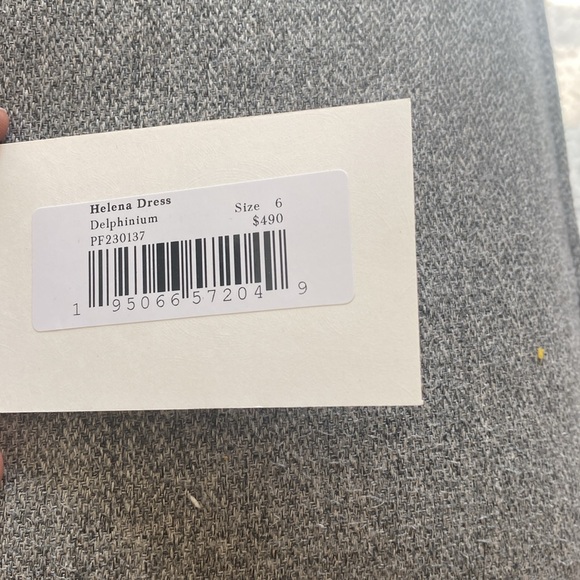 Helena Dress
Size 6
Delphinium
$490
PF230137
1 95066 57204 9